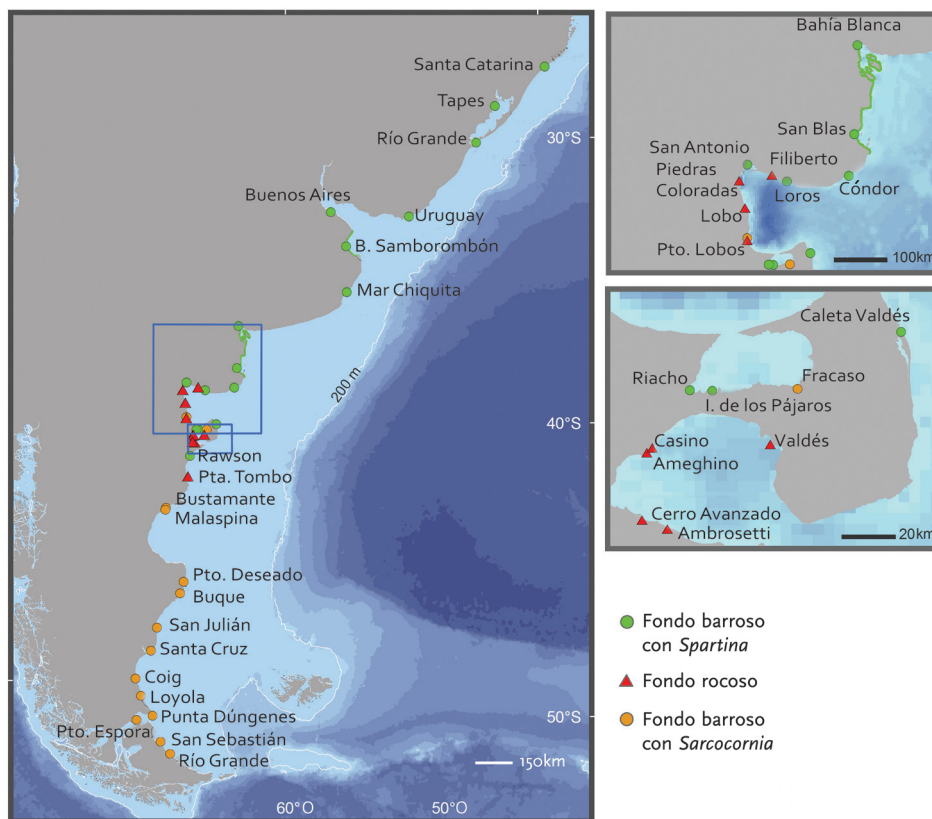 Santa Catarina
Tapes
Río Grande
30°S
Buenos Aires
Uruguay
B. Samborombón
Mar Chiquita
200 m
40°S
Rawson
Pta. Tombo
Bustamante
Malaspina
Pto. Deseado
Buque
San Julián
Santa Cruz
Coig
Loyola
Punta Dúngenes
50°S
Pto. Espora
San Sebastián
Río Grande
150km
60°O
50°O
Bahía Blanca
San Blas
San Antonio
Filiberto
Piedras
Coloradas
Loros
Cóndor
Lobo
Pto. Lobos
100km
Caleta Valdés
Riacho
Fracaso
I. de los Pájaros
Casino
Valdés
Ameghino
Cerro Avanzado
Ambrosetti
20km
Fondo barroso
con Spartina
Fondo rocoso
Fondo barroso
con Sarcocornia